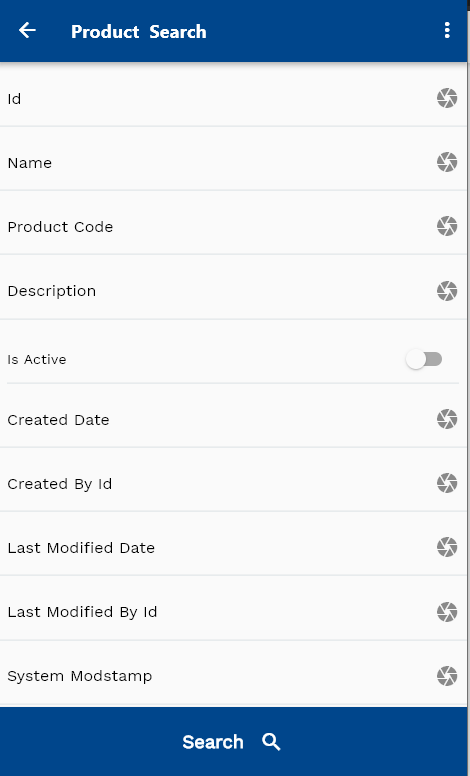 Product Search
Id
Name
Product Code
Description
Is Active
Created Date
Created By Id
Last Modified Date
Last Modified By Id
System Modstamp
Search